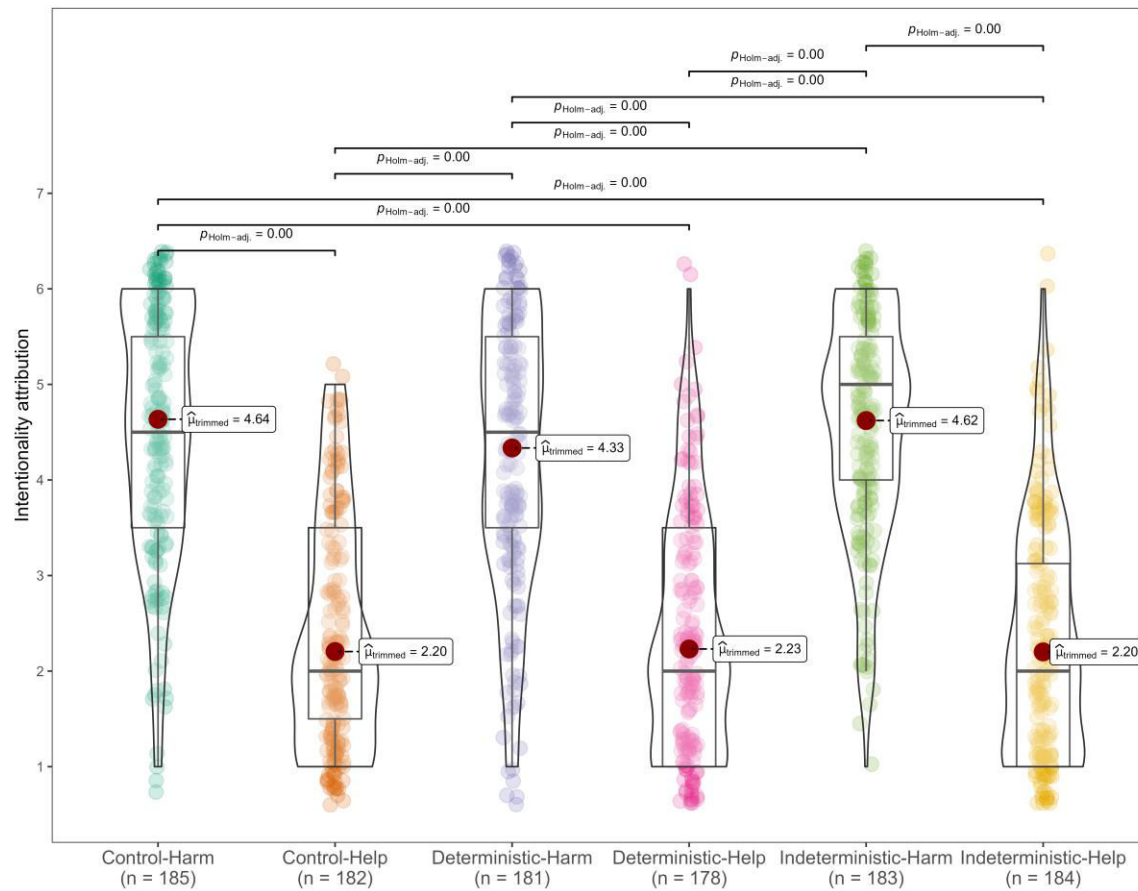 pHolm−adj. = 0.00
pHolm−adj. = 0.00
pHolm−adj. = 0.00
pHolm−adj. = 0.00
pHolm−adj. = 0.00
pHolm−adj. = 0.00
pHolm−adj. = 0.00
pHolm−adj. = 0.00
pHolm−adj. = 0.00
Intentionality attribution
7
6
5
4
3
2
1
μ̂trimmed = 4.64
μ̂trimmed = 2.20
μ̂trimmed = 4.33
μ̂trimmed = 2.23
μ̂trimmed = 4.62
μ̂trimmed = 2.20
Control-Harm
(n = 185)
Control-Help
(n = 182)
Deterministic-Harm
(n = 181)
Deterministic-Help
(n = 178)
Indeterministic-Harm
(n = 183)
Indeterministic-Help
(n = 184)